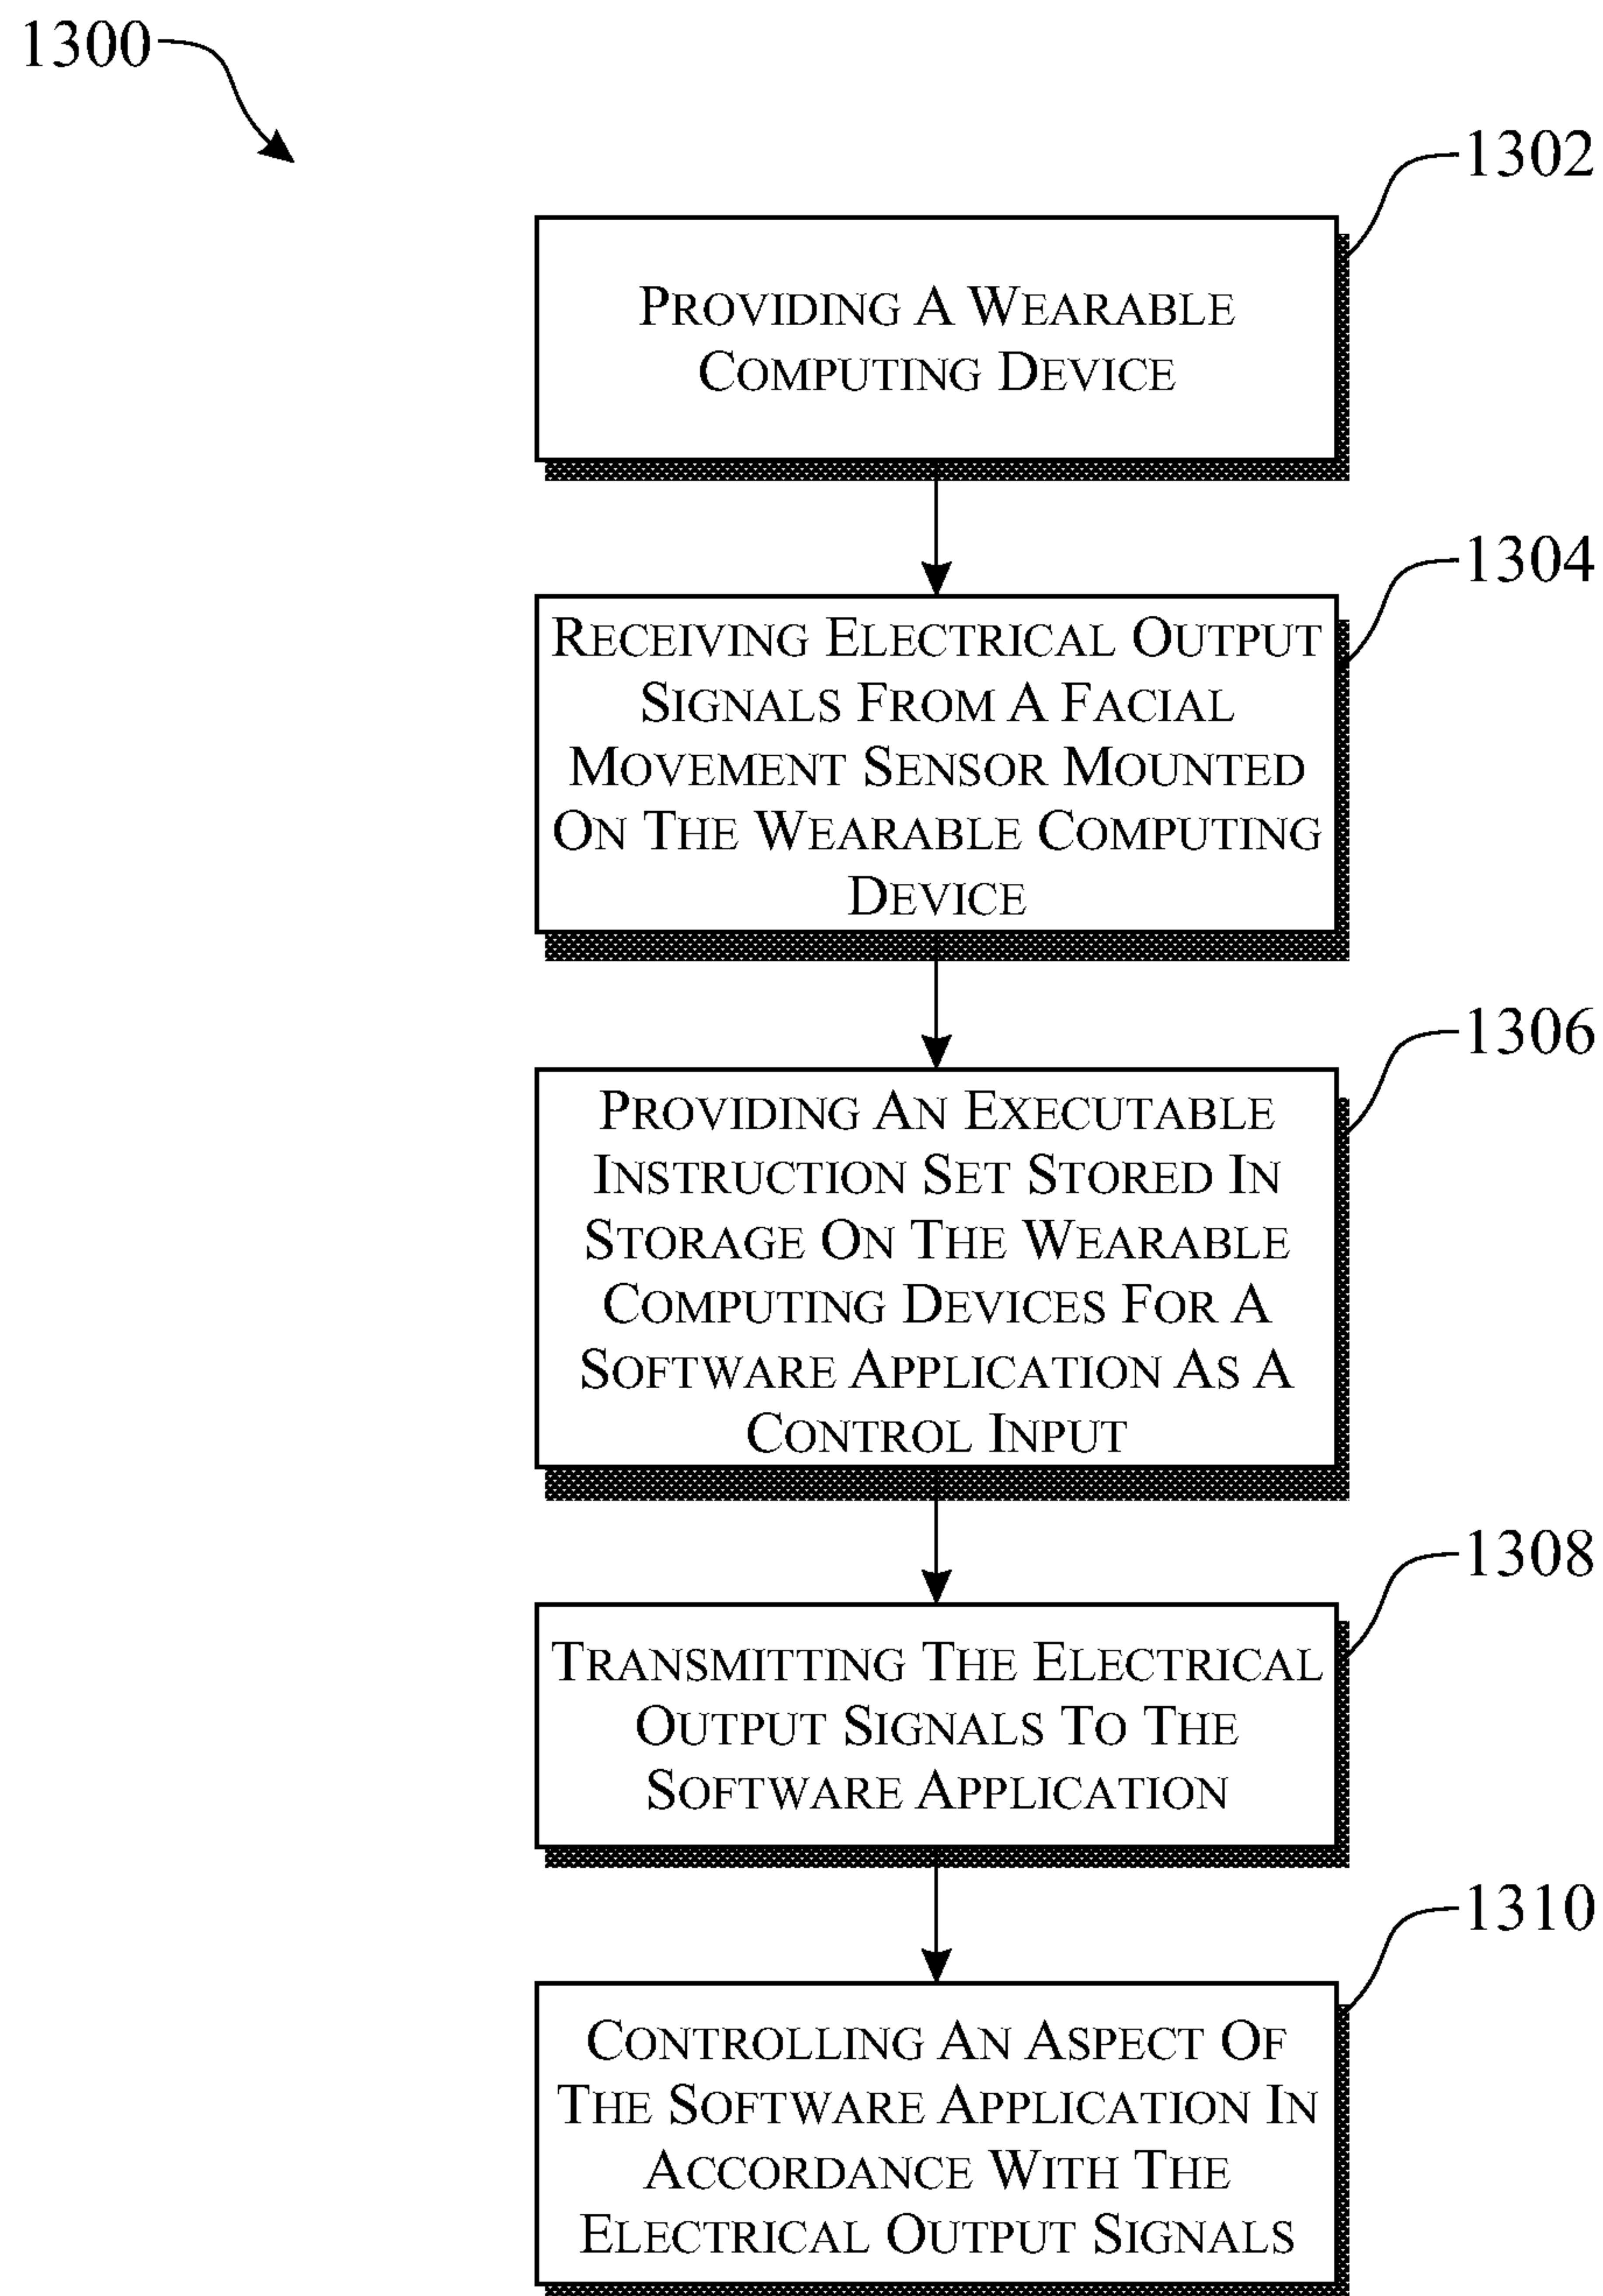 1300
1302
PROVIDING A WEARABLE
COMPUTING DEVICE
1304
RECEIVING ELECTRICAL OUTPUT
SIGNALS FROM A FACIAL
MOVEMENT SENSOR MOUNTED
ON THE WEARABLE COMPUTING
DEVICE
1306
PROVIDING AN EXECUTABLE
INSTRUCTION SET STORED IN
STORAGE ON THE WEARABLE
COMPUTING DEVICES FOR A
SOFTWARE APPLICATION AS A
CONTROL INPUT
1308
TRANSMITTING THE ELECTRICAL
OUTPUT SIGNALS TO THE
SOFTWARE APPLICATION
1310
CONTROLLING AN ASPECT OF
THE SOFTWARE APPLICATION IN
ACCORDANCE WITH THE
ELECTRICAL OUTPUT SIGNALS